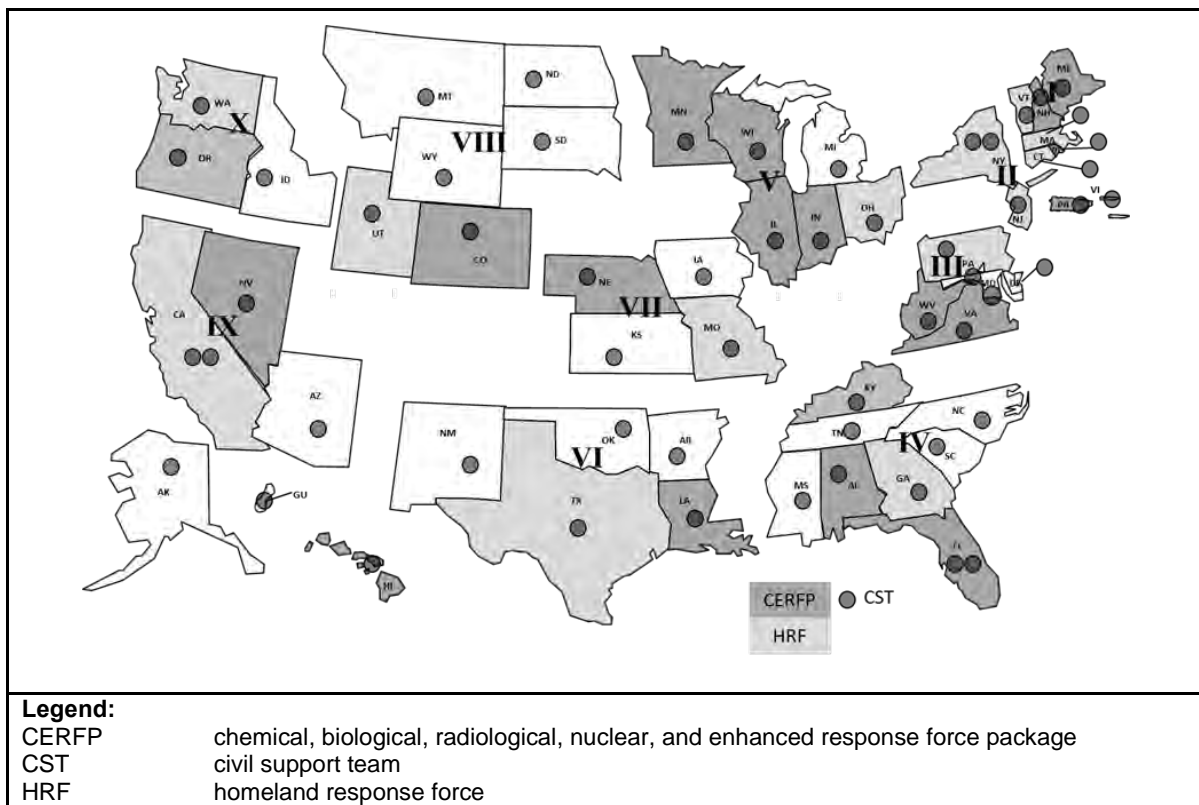 WA
X
OR
ID
MT
ND
VIII
SD
WY
UT
CO
MN
WI
MI
V
IL
IN
OH
ME
I
VT
NH
MA
CT
NY
II
NJ
PR
VI
CA
NV
IX
AZ
NE
IA
VII
KS
MO
PA
III
MD
WV
VA
KY
NC
TN
IV
SC
MS
AL
GA
FL
NM
OK
AR
VI
TX
LA
AK
GU
HI
CERFP
CST
HRF
Legend:
CERFP chemical, biological, radiological, nuclear, and enhanced response force package
CST civil support team
HRF homeland response force